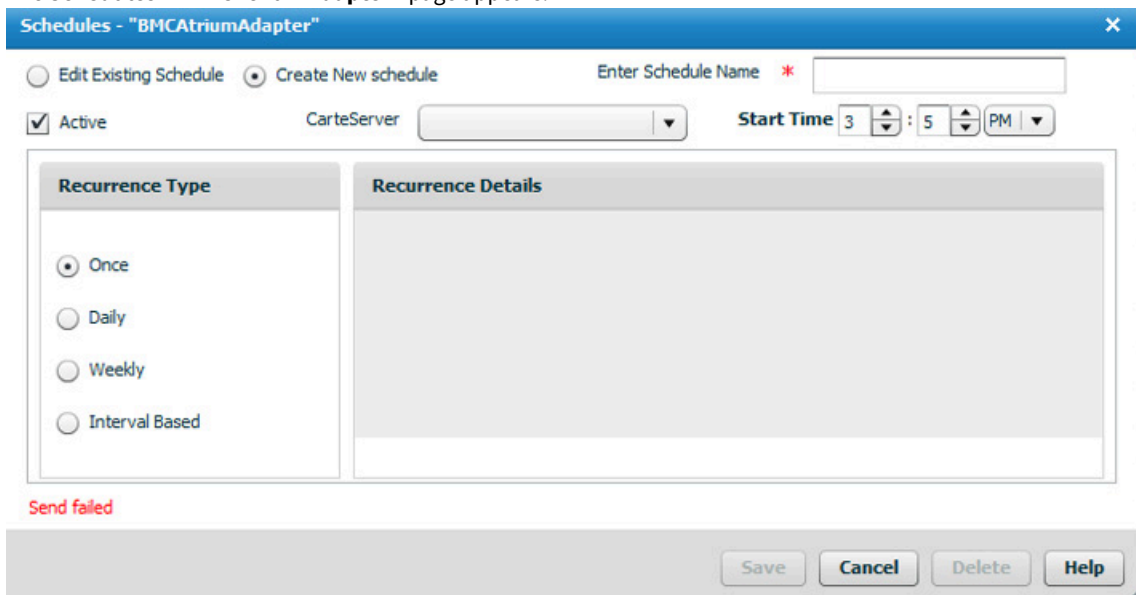 Schedules - "BMCAtriumAdapter"
Edit Existing Schedule Create New schedule Enter Schedule Name *
Active CarteServer Start Time 3 : 5 PM
Recurrence Type Recurrence Details
Once
Daily
Weekly
Interval Based
Send failed
Save Cancel Delete Help